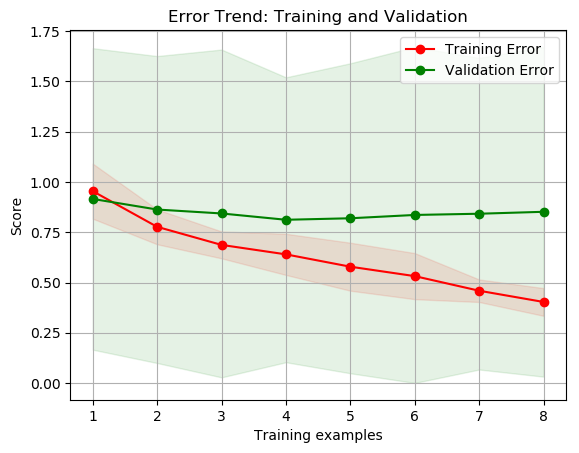 Error Trend: Training and Validation
Training Error
Validation Error
Score
1.75
1.50
1.25
1.00
0.75
0.50
0.25
0.00
1 2 3 4 5 6 7 8
Training examples